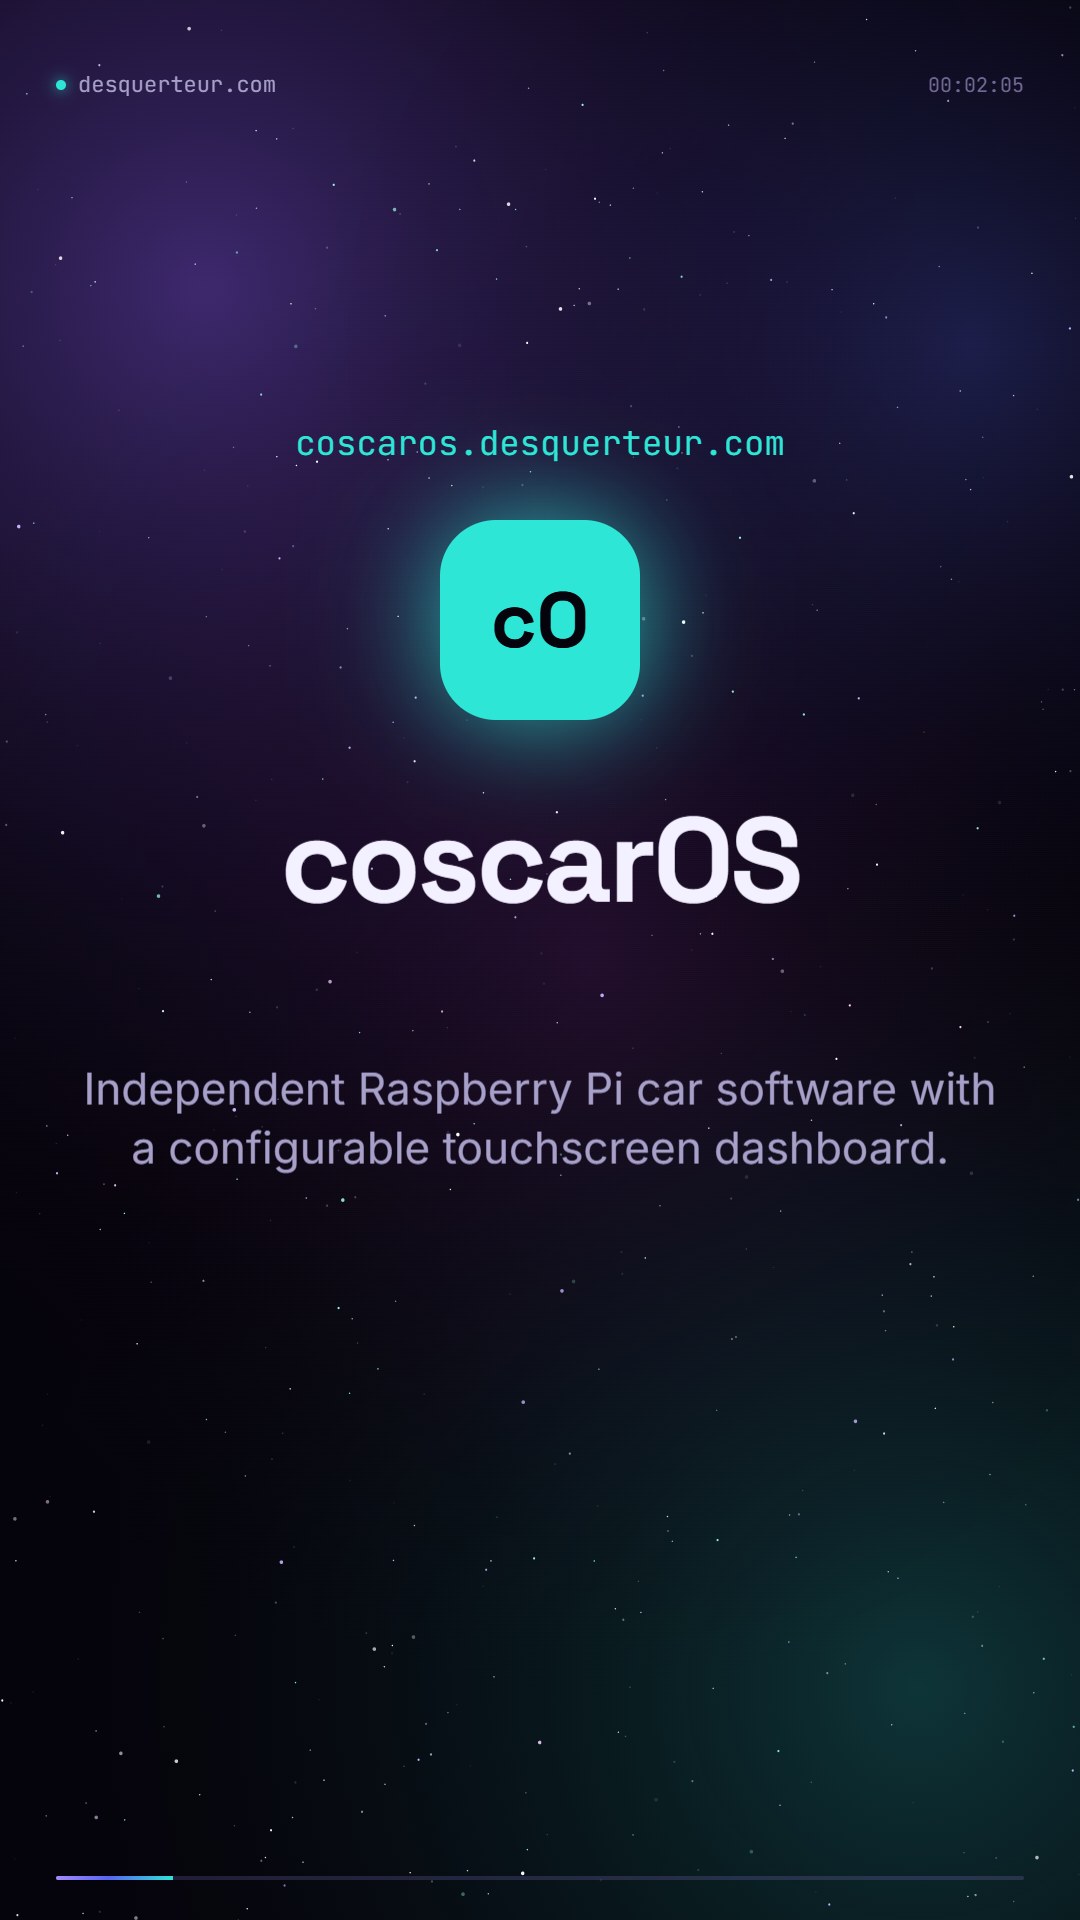 desquerteur.com
00:02:05
coscaros.desquerteur.com
cO
coscarOS
Independent Raspberry Pi car software with
a configurable touchscreen dashboard.